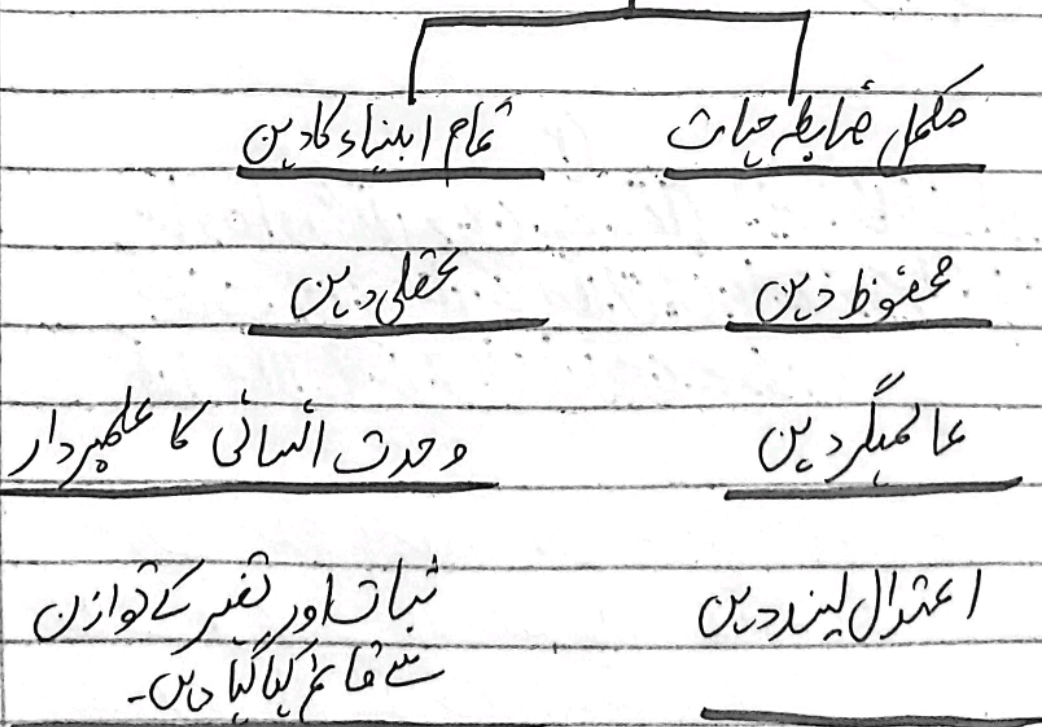 مکمل ضابطہ حیات
تمام انبیاء کا دین
محفوظ دین
عقلی دین
عالمگیر دین
وحدت انسانی کا علمبردار
اعتدال پسند دین
ثبات اور تغیر کے توازن
سے قائم کیا گیا دین۔